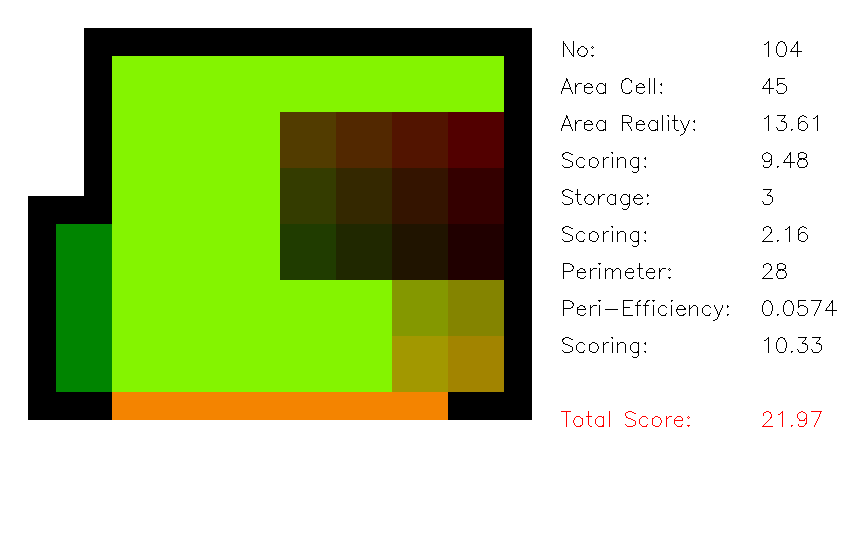 No: 104
Area Cell: 45
Area Reality: 13.61
Scoring: 9.48
Storage: 3
Scoring: 2.16
Perimeter: 28
Peri-Efficiency: 0.0574
Scoring: 10.33
Total Score: 21.97